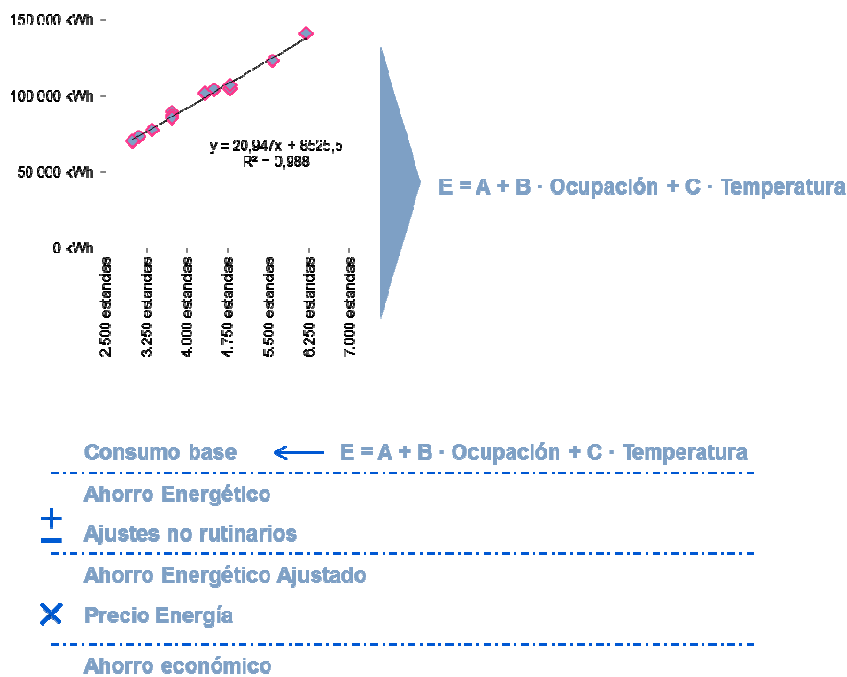 150 000 kWh
100 000 kWh
50 000 kWh
0 kWh
y = 20,947x + 8525,5
R² = 0,988
2.500 estancias
3.250 estancias
4.000 estancias
4.750 estancias
5.500 estancias
6.250 estancias
7.000 estancias
E = A + B · Ocupación + C · Temperatura
Consumo base
E = A + B · Ocupación + C · Temperatura
Ahorro Energético
+
− Ajustes no rutinarios
Ahorro Energético Ajustado
× Precio Energía
Ahorro económico